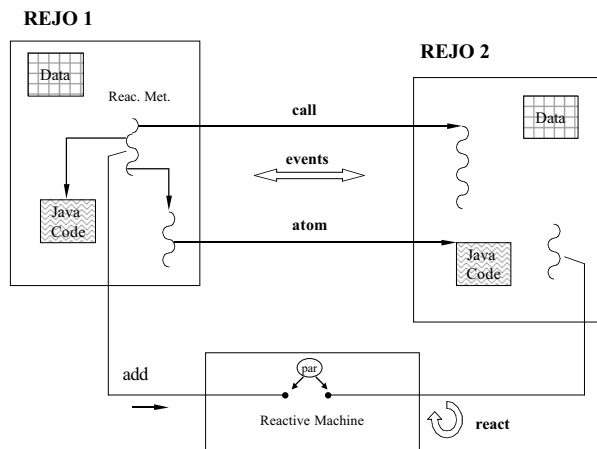 REJO 1
REJO 2
Data
Reac. Met.
Data
call
events
Java
Code
atom
Java
Code
par
add
Reactive Machine
react